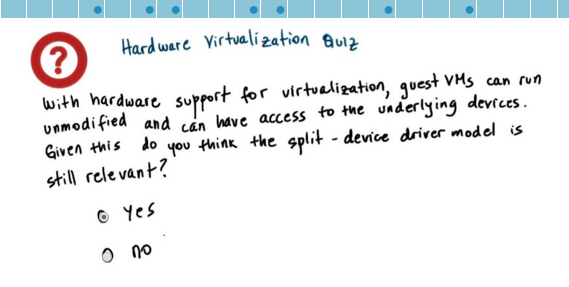 ?
Hardware Virtualization Quiz
with hardware support for virtualization, guest VMs can run
unmodified and can have access to the underlying devices.
Given this do you think the split-device driver model is
still relevant?
yes
no